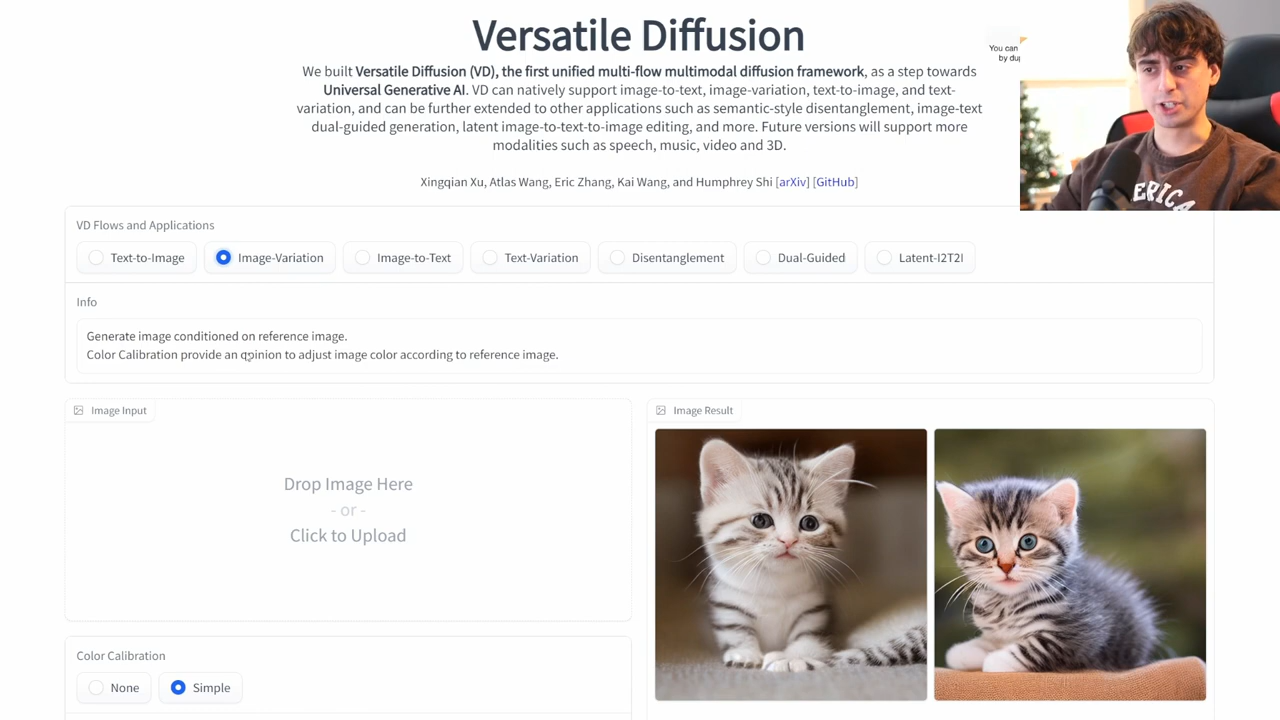 Versatile Diffusion
You can
by du
We built Versatile Diffusion (VD), the first unified multi-flow multimodal diffusion framework, as a step towards
Universal Generative AI. VD can natively support image-to-text, image-variation, text-to-image, and text-
variation, and can be further extended to other applications such as semantic-style disentanglement, image-text
dual-guided generation, latent image-to-text-to-image editing, and more. Future versions will support more
modalities such as speech, music, video and 3D.
Xingqian Xu, Atlas Wang, Eric Zhang, Kai Wang, and Humphrey Shi [arXiv] [GitHub]
ERICA
VD Flows and Applications
Text-to-Image Image-Variation Image-to-Text Text-Variation Disentanglement Dual-Guided Latent-I2T2I
Info
Generate image conditioned on reference image.
Color Calibration provide an opinion to adjust image color according to reference image.
Image Input
Image Result
Drop Image Here
- or -
Click to Upload
Color Calibration
None Simple